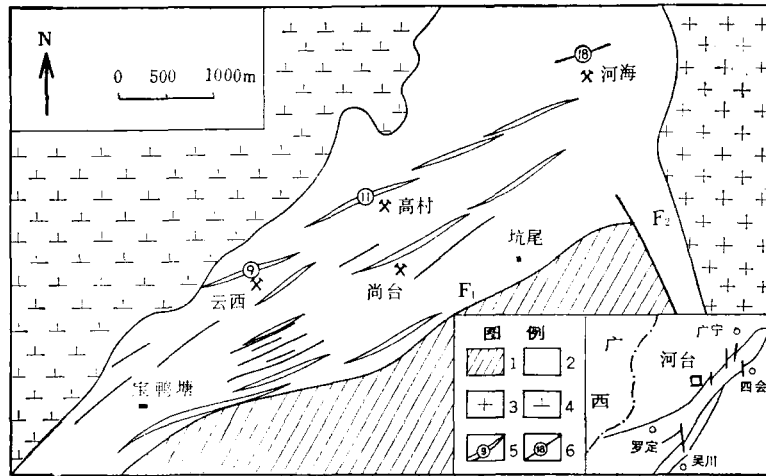 N
0 500 1000m
⑱
河海
⑪
高村
坑尾
F₂
⑨
云西
尚台
F₁
宝鸭塘
图 例
1 2
3 4
⑨ 5 ⑱ 6
广宁
广
河台
西
四会
罗定
吴川